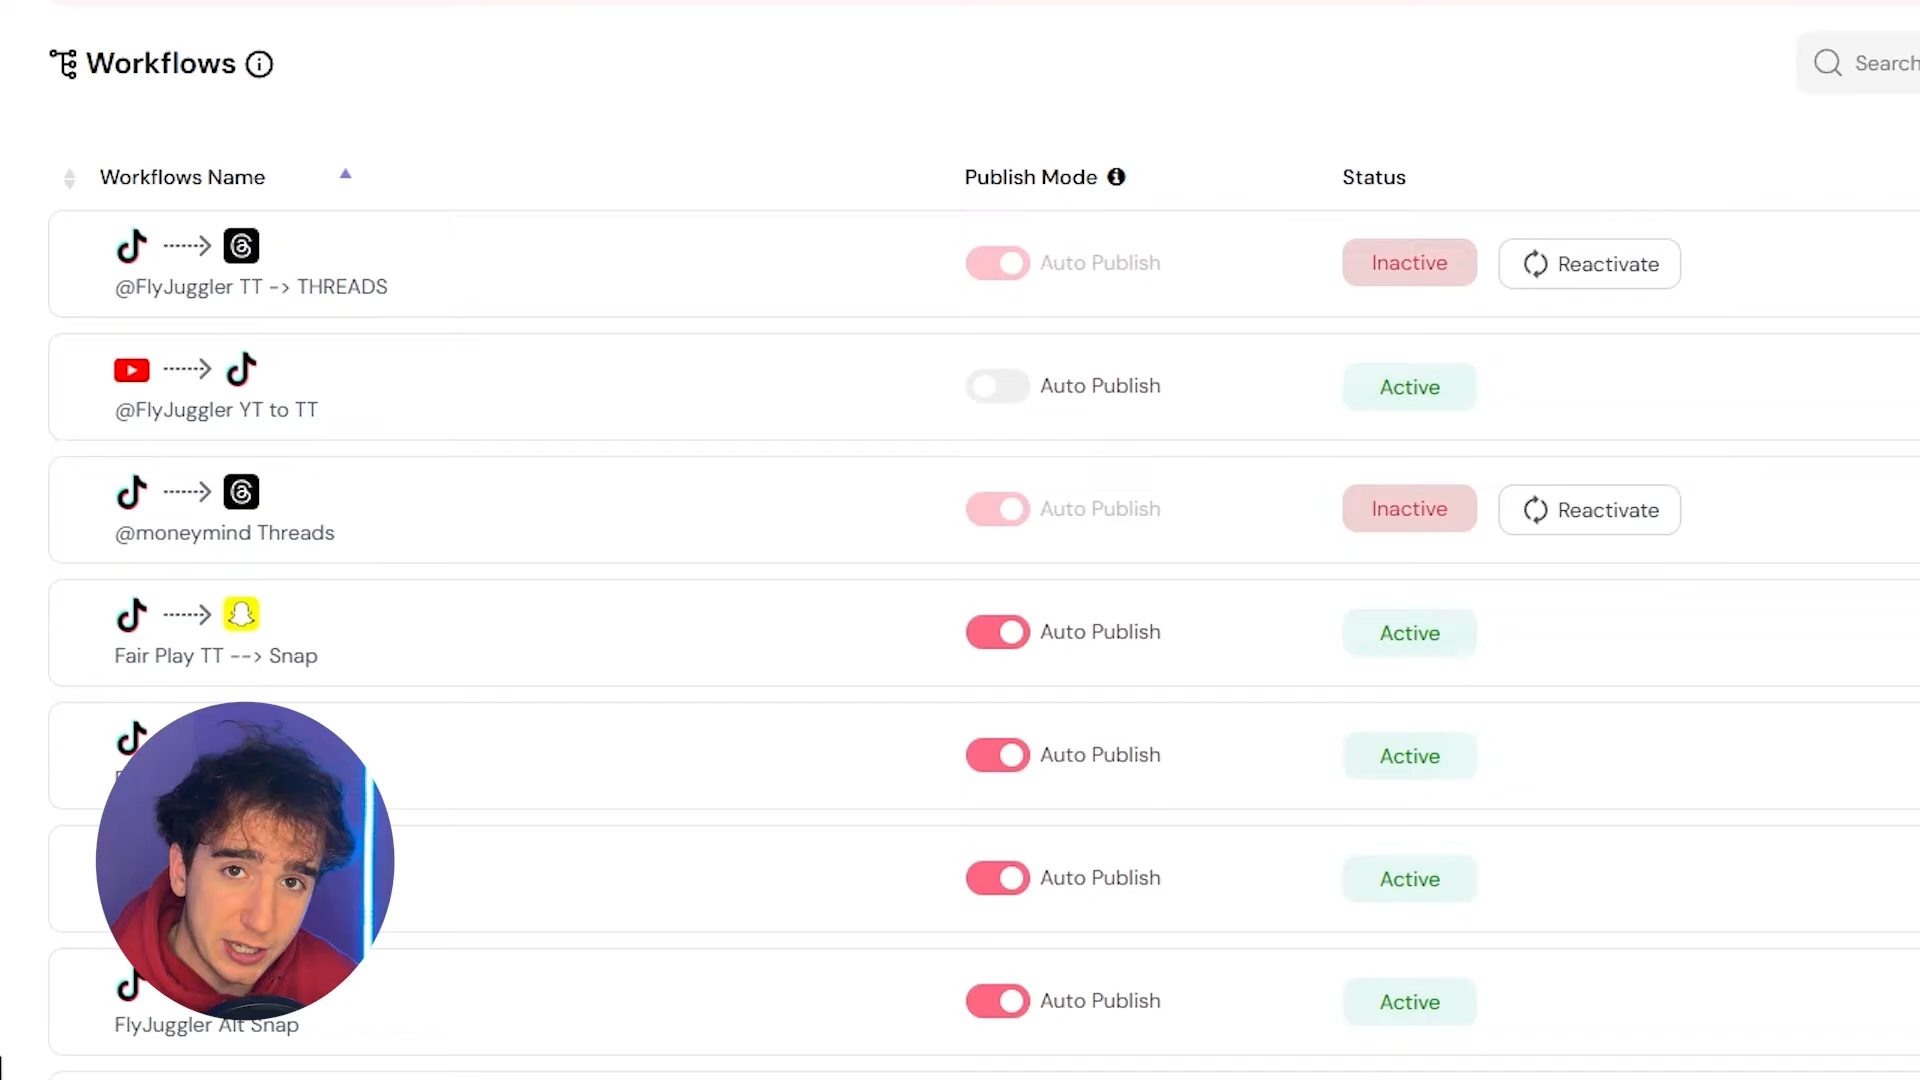 Workflows
Search
Workflows Name
Publish Mode
Status
@FlyJuggler TT -> THREADS
Auto Publish
Inactive
Reactivate
@FlyJuggler YT to TT
Auto Publish
Active
@moneymind Threads
Auto Publish
Inactive
Reactivate
Fair Play TT --> Snap
Auto Publish
Active
Auto Publish
Active
Auto Publish
Active
FlyJuggler Alt Snap
Auto Publish
Active